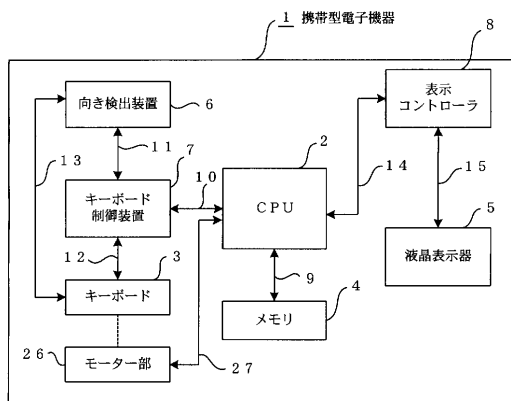 1 携帯型電子機器
8
向き検出装置
6
表示
コントローラ
13
11
7
2
14
15
キーボード
制御装置
10
CPU
5
12
3
9
液晶表示器
キーボード
メモリ
4
26
モーター部
27